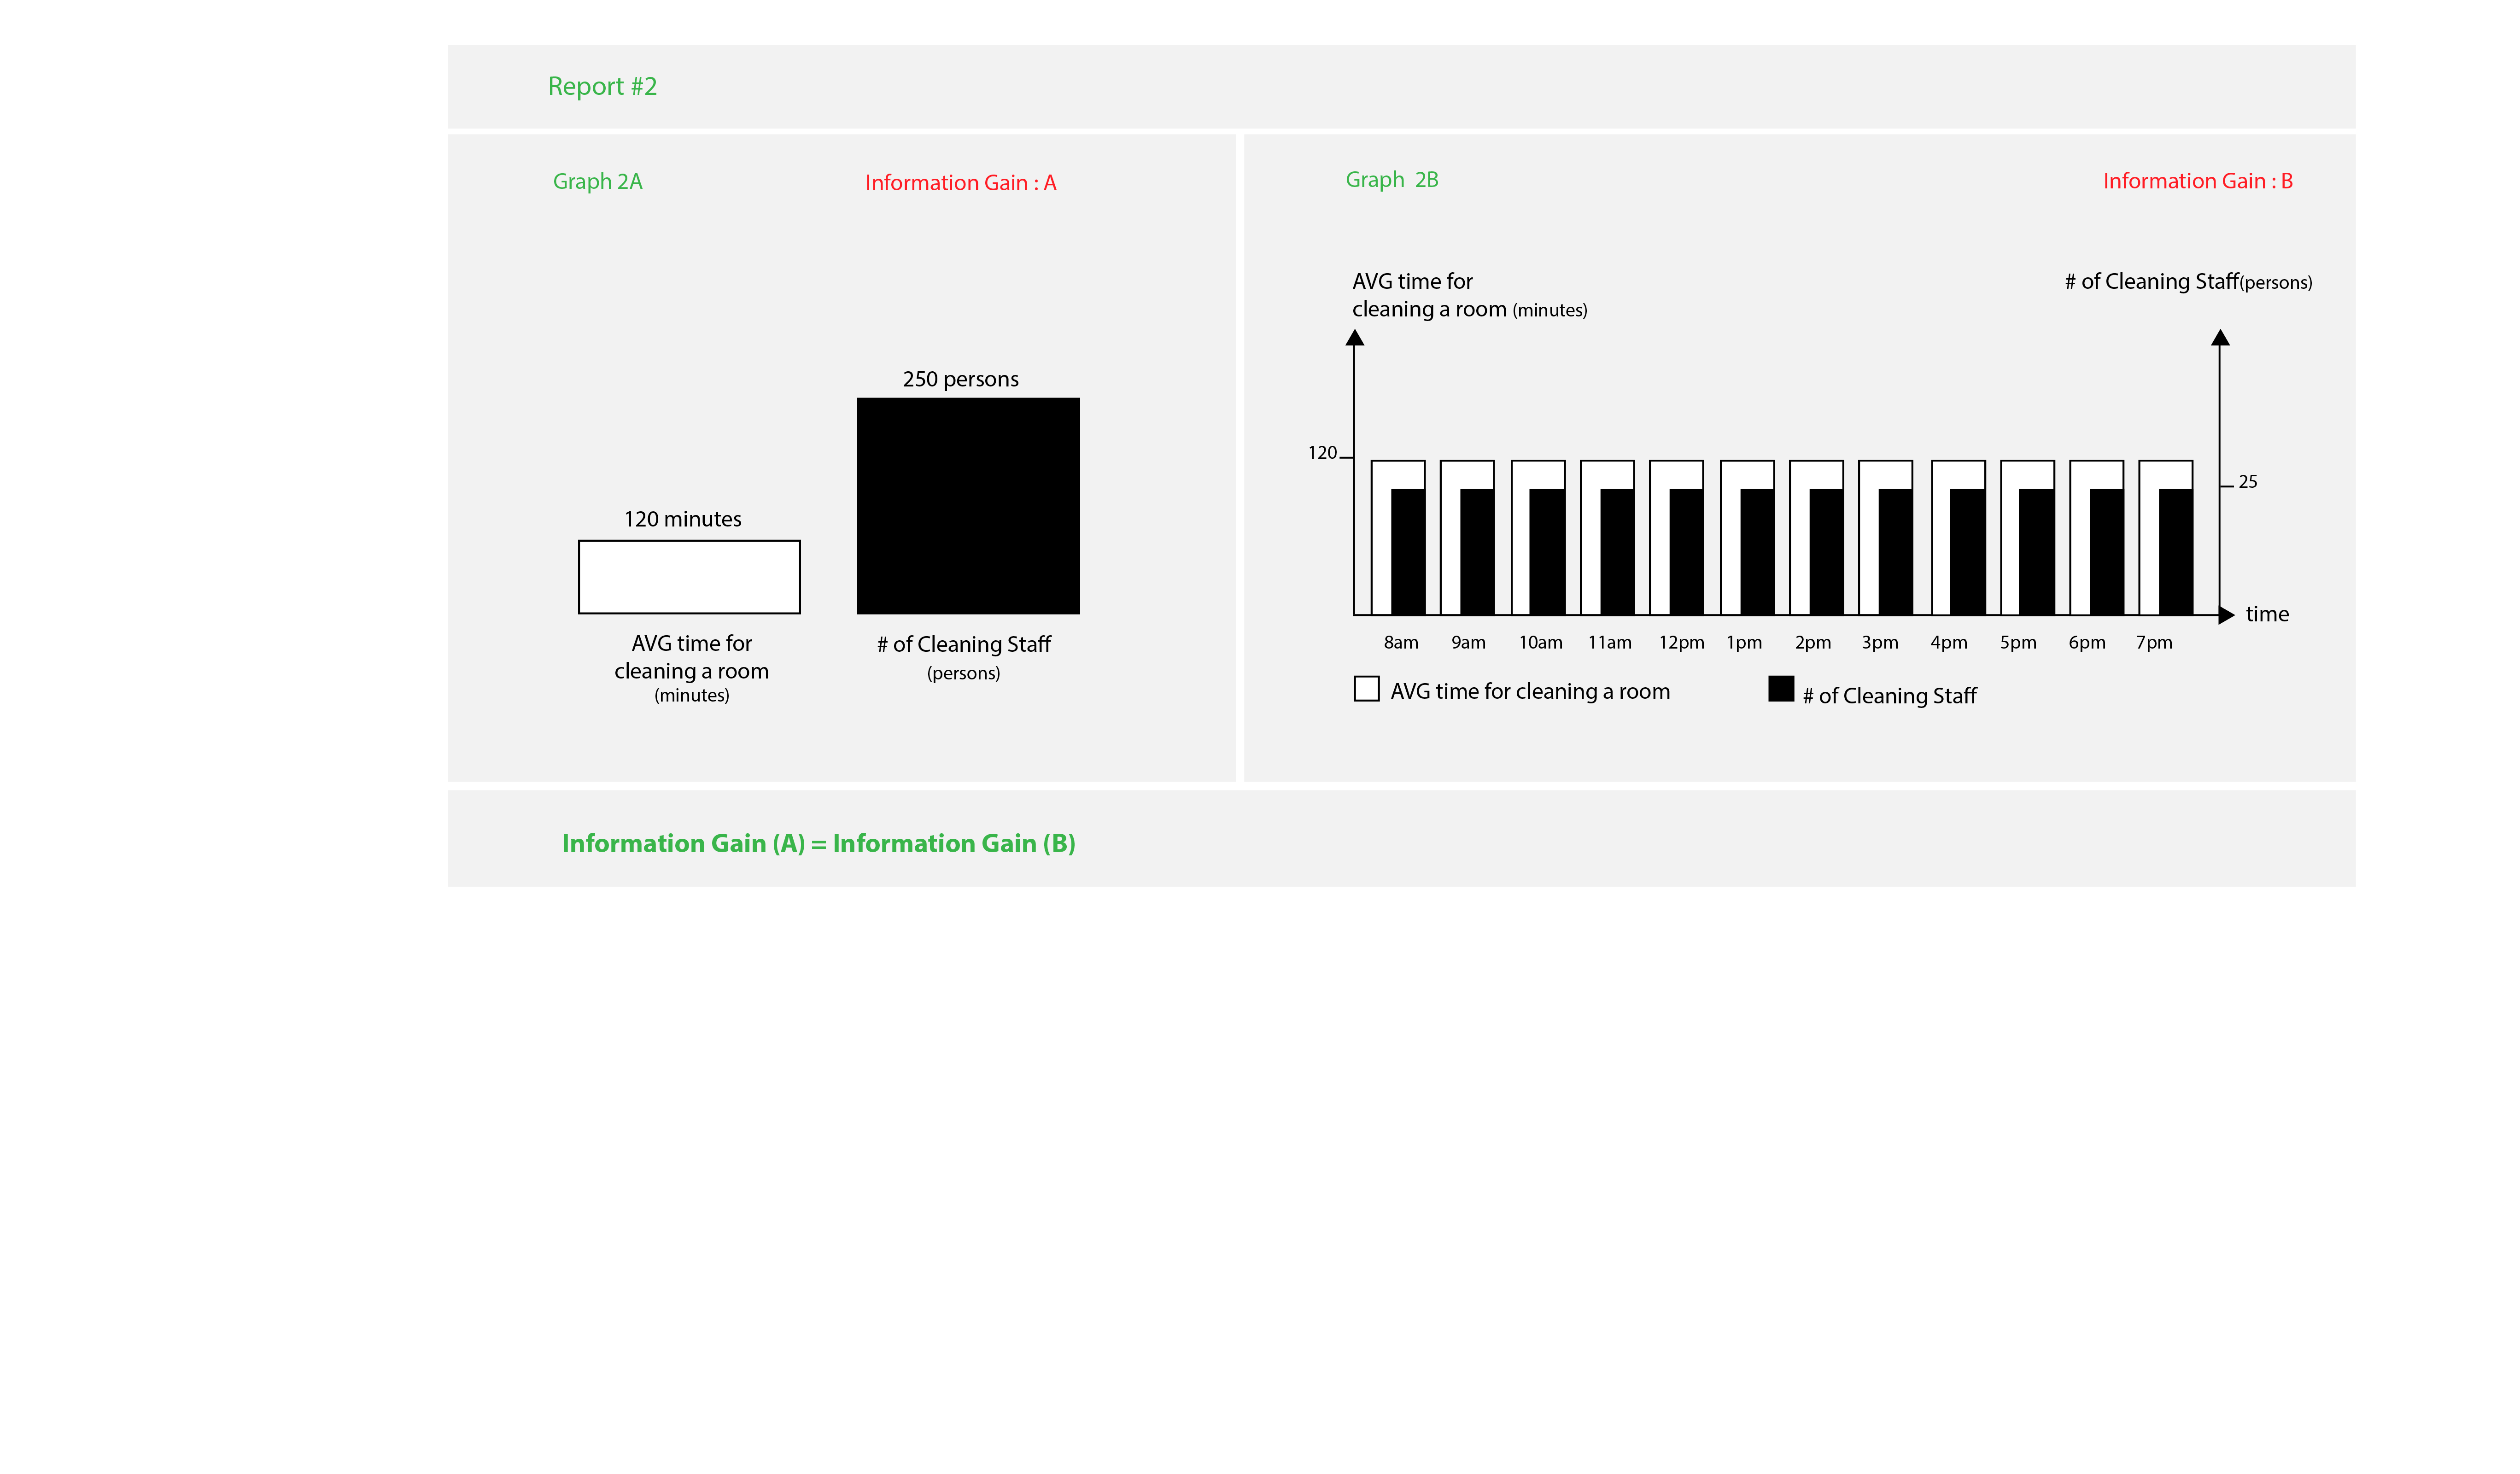 Report #2
Graph 2A
Information Gain : A
250 persons
120 minutes
AVG time for
cleaning a room
(minutes)
# of Cleaning Staff
(persons)
Graph 2B
Information Gain : B
AVG time for
cleaning a room (minutes)
# of Cleaning Staff(persons)
120
25
time
8am 9am 10am 11am 12pm 1pm 2pm 3pm 4pm 5pm 6pm 7pm
AVG time for cleaning a room
# of Cleaning Staff
Information Gain (A) = Information Gain (B)